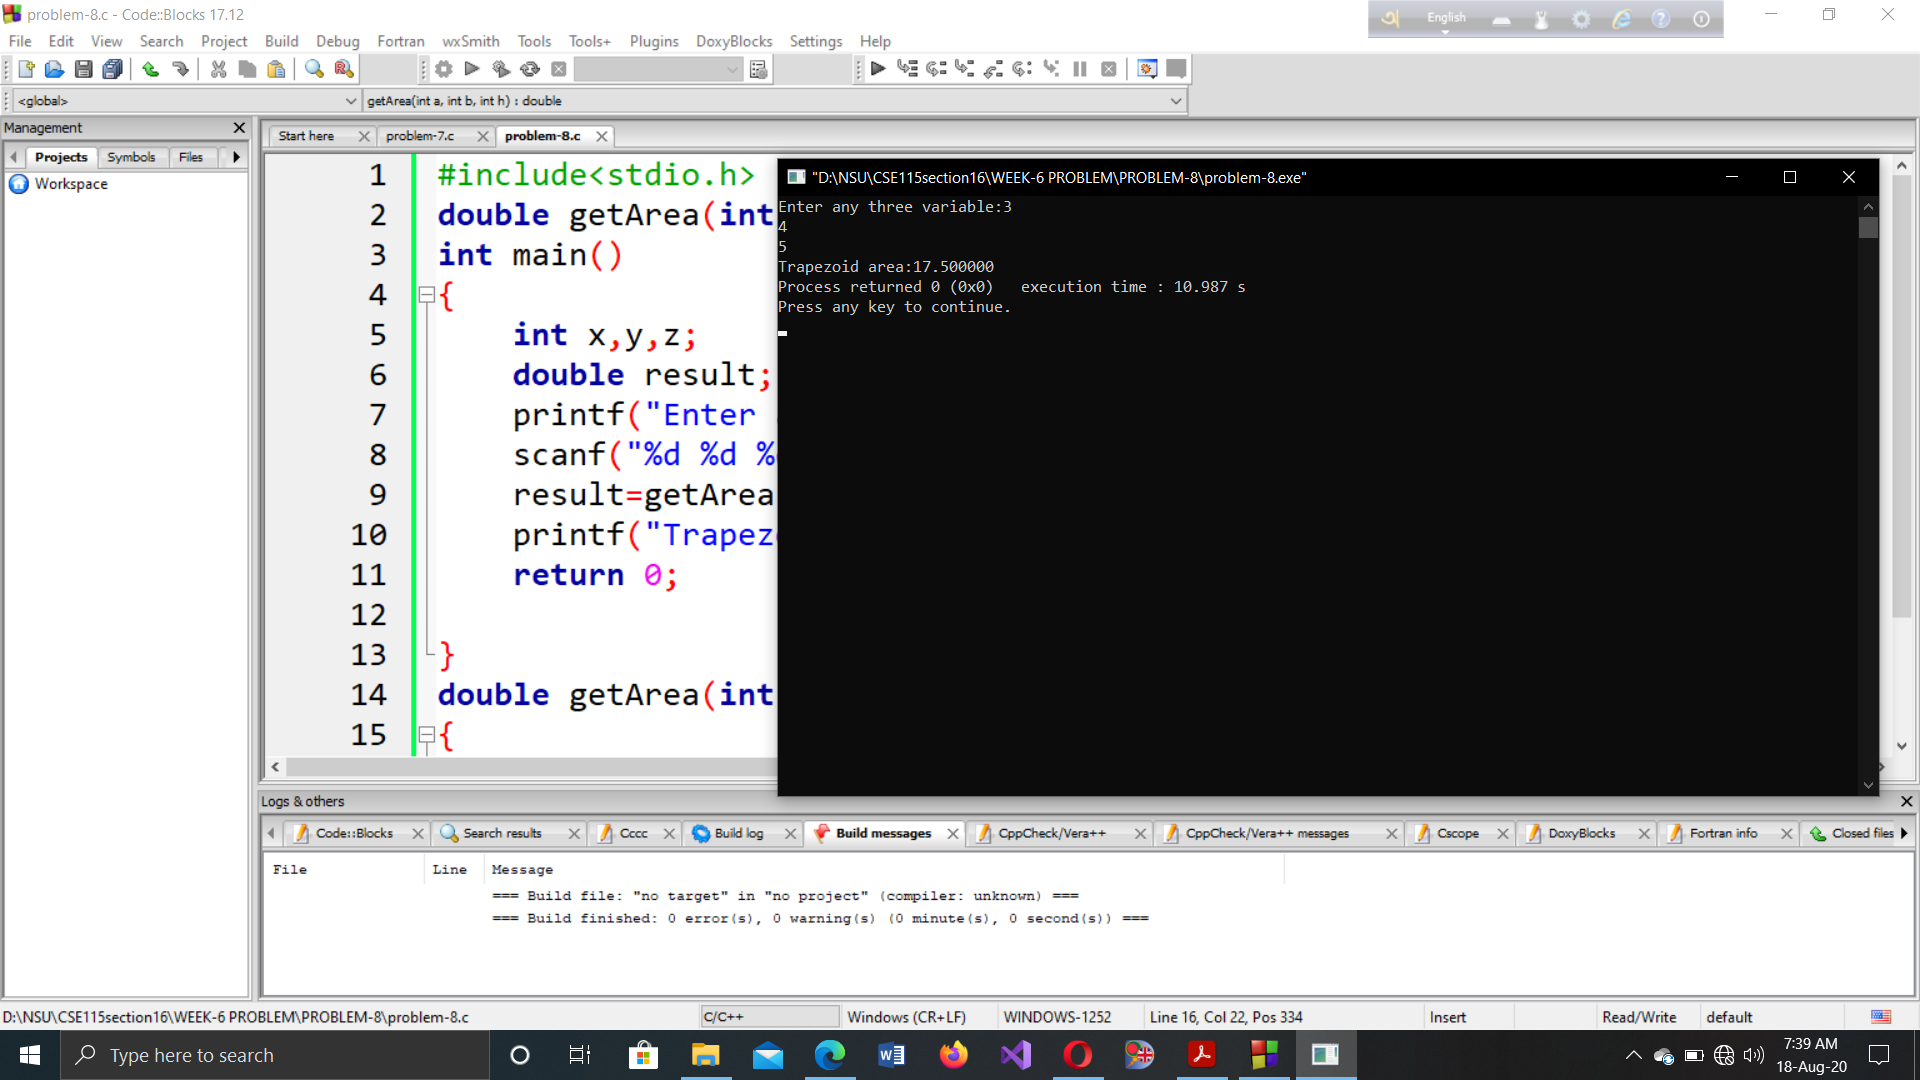 problem-8.c - Code::Blocks 17.12
English
File Edit View Search Project Build Debug Fortran wxSmith Tools Tools+ Plugins DoxyBlocks Settings Help
<global>
getArea(int a, int b, int h) : double
Management
Start here problem-7.c problem-8.c
Projects Symbols Files
Workspace
1 #include<stdio.h>
2 double getArea(int
3 int main()
4 {
5 int x,y,z;
6 double result;
7 printf("Enter
8 scanf("%d %d %
9 result=getArea
10 printf("Trapez
11 return 0;
12
13 }
14 double getArea(int
15 {
"D:\NSU\CSE115section16\WEEK-6 PROBLEM\PROBLEM-8\problem-8.exe"
Enter any three variable:3
4
5
Trapezoid area:17.500000
Process returned 0 (0x0)   execution time : 10.987 s
Press any key to continue.
Logs & others
Code::Blocks Search results Cccc Build log Build messages CppCheck/Vera++ CppCheck/Vera++ messages Cscope DoxyBlocks Fortran info Closed files
File Line Message
=== Build file: "no target" in "no project" (compiler: unknown) ===
=== Build finished: 0 error(s), 0 warning(s) (0 minute(s), 0 second(s)) ===
D:\NSU\CSE115section16\WEEK-6 PROBLEM\PROBLEM-8\problem-8.c C/C++ Windows (CR+LF) WINDOWS-1252 Line 16, Col 22, Pos 334 Insert Read/Write default
Type here to search
7:39 AM
18-Aug-20